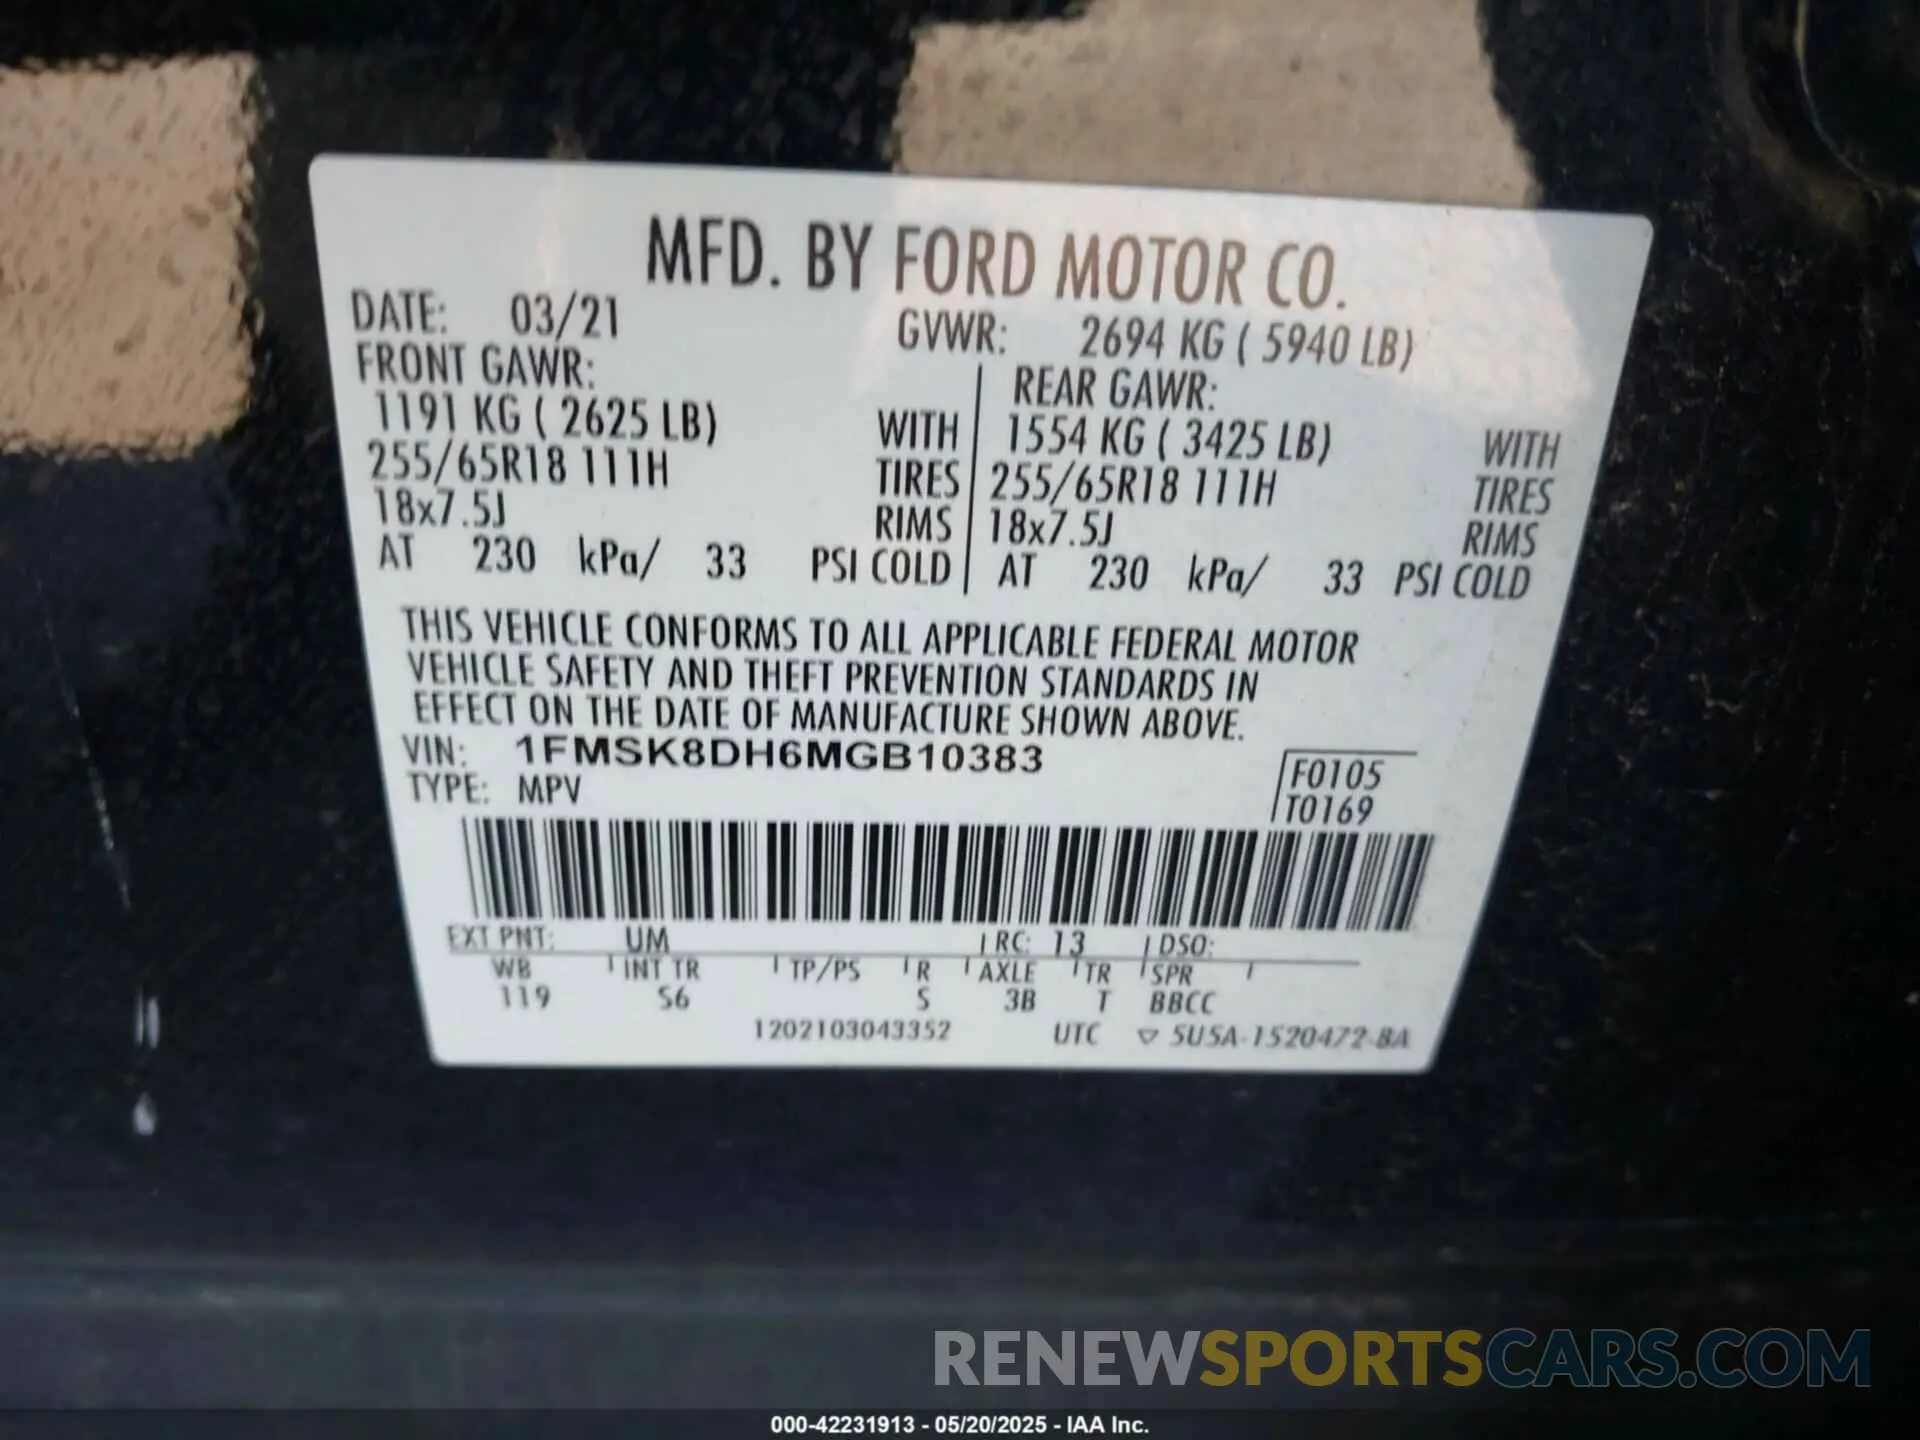 MFD. BY FORD MOTOR CO.
DATE: 03/21 GVWR: 2694 KG ( 5940 LB)
FRONT GAWR: REAR GAWR:
1191 KG ( 2625 LB) WITH 1554 KG ( 3425 LB) WITH
255/65R18 111H TIRES 255/65R18 111H TIRES
18x7.5J RIMS 18x7.5J RIMS
AT 230 kPa/ 33 PSI COLD AT 230 kPa/ 33 PSI COLD
THIS VEHICLE CONFORMS TO ALL APPLICABLE FEDERAL MOTOR
VEHICLE SAFETY AND THEFT PREVENTION STANDARDS IN
EFFECT ON THE DATE OF MANUFACTURE SHOWN ABOVE.
VIN: 1FMSK8DH6MGB10383
TYPE: MPV
F0105
T0169
EXT PNT: UM RC: 13 DSO:
WB INT TR TP/PS R AXLE TR SPR
119 S6 S 3B T BBCC
1202103043352 UTC ▽ 5U5A-1520472-BA
RENEWSPORTSCARS.COM
000-42231913 - 05/20/2025 - IAA Inc.